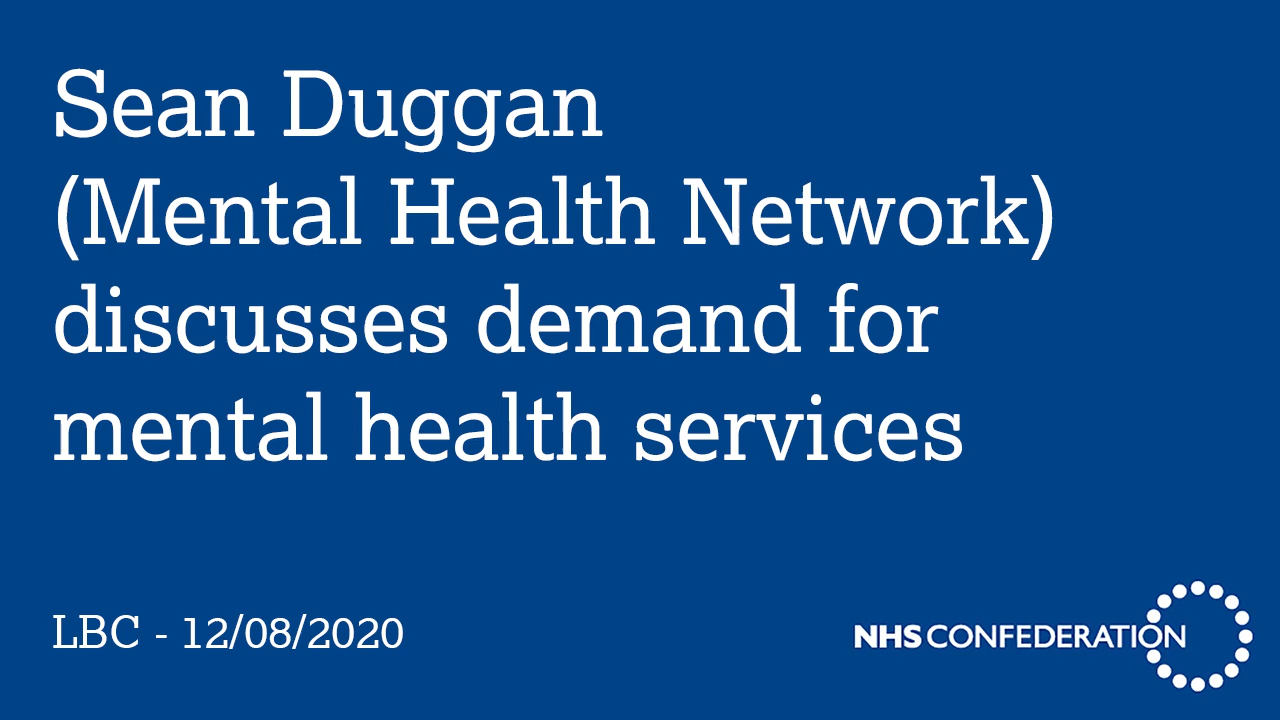 Sean Duggan
(Mental Health Network)
discusses demand for
mental health services
LBC - 12/08/2020
NHS CONFEDERATION